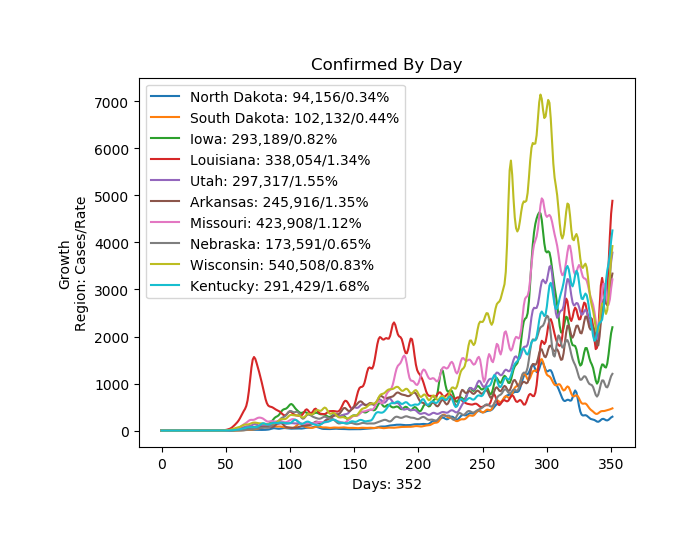 Confirmed By Day
Growth
Region: Cases/Rate
7000
6000
5000
4000
3000
2000
1000
0
North Dakota: 94,156/0.34%
South Dakota: 102,132/0.44%
Iowa: 293,189/0.82%
Louisiana: 338,054/1.34%
Utah: 297,317/1.55%
Arkansas: 245,916/1.35%
Missouri: 423,908/1.12%
Nebraska: 173,591/0.65%
Wisconsin: 540,508/0.83%
Kentucky: 291,429/1.68%
0 50 100 150 200 250 300 350
Days: 352